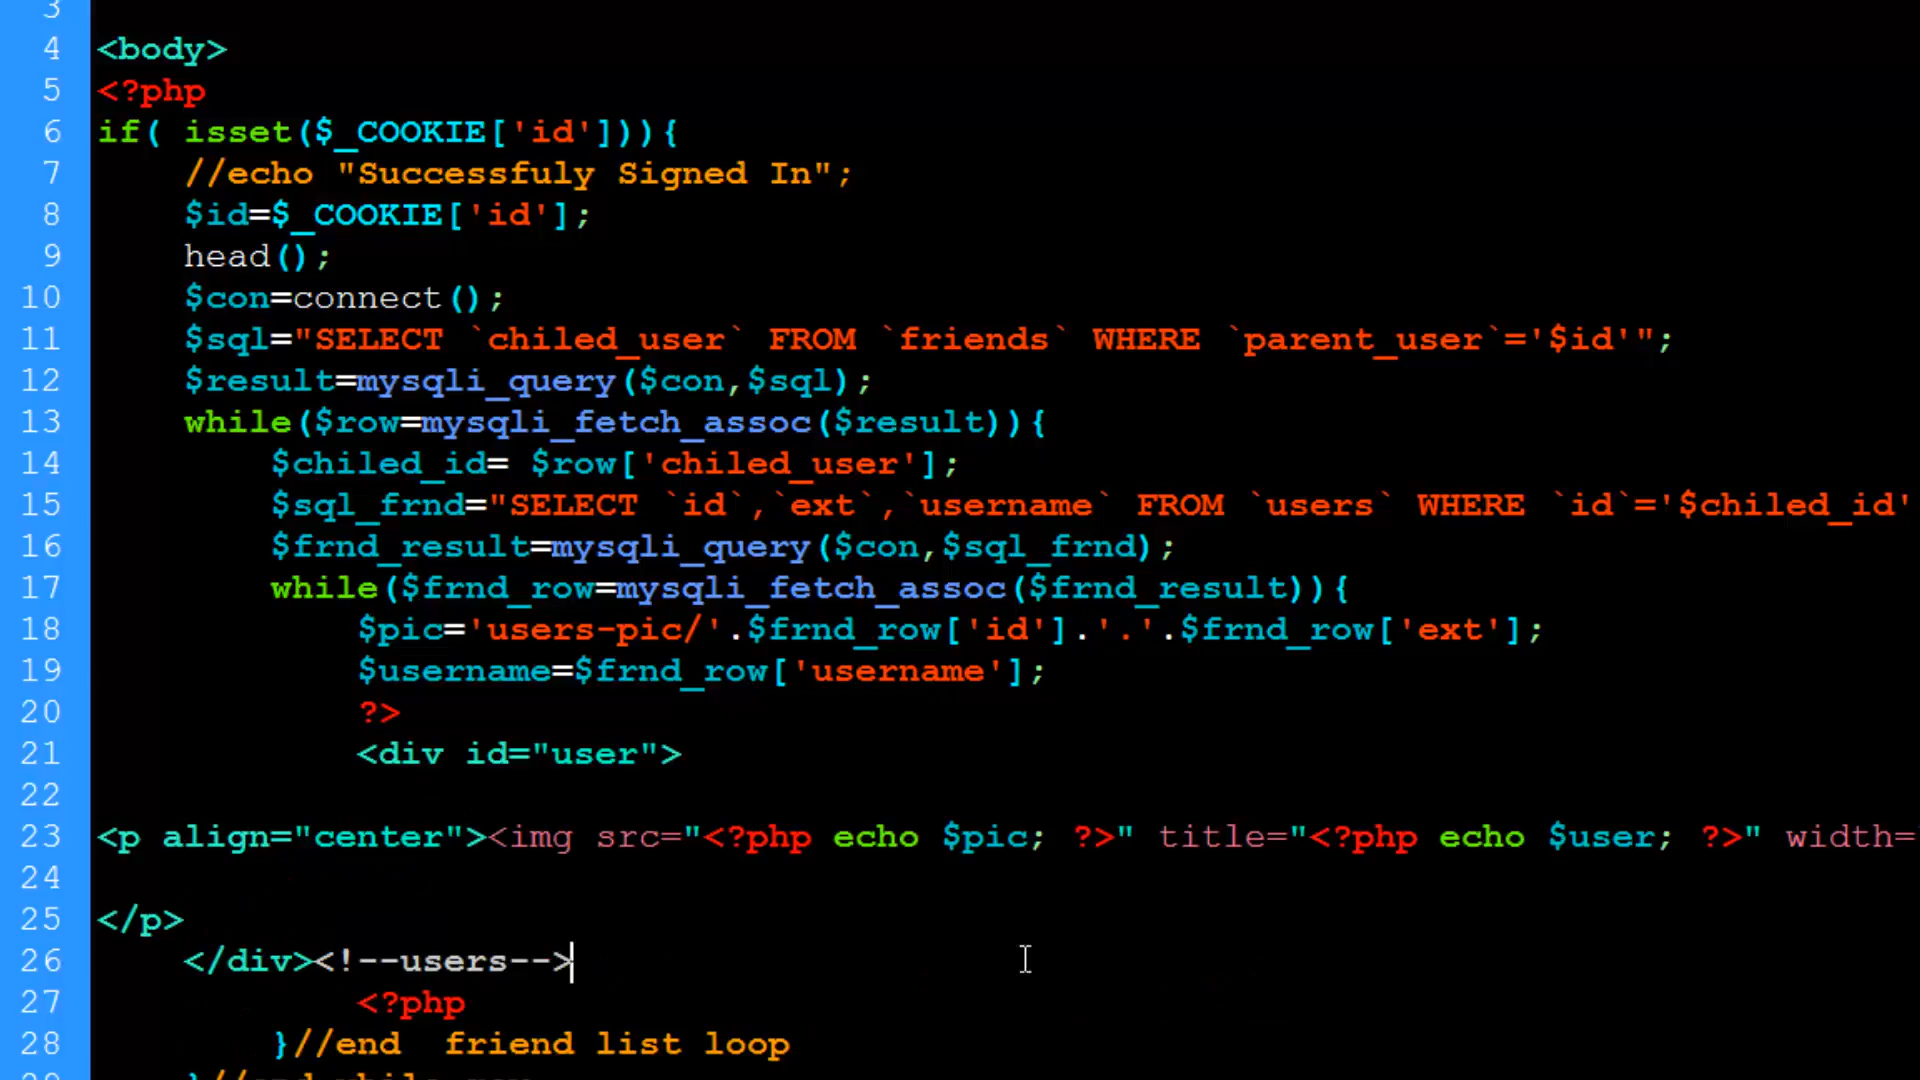 3
4 <body>
5 <?php
6 if( isset($_COOKIE['id'])){
7 //echo "Successfuly Signed In";
8 $id=$_COOKIE['id'];
9 head();
10 $con=connect();
11 $sql="SELECT `chiled_user` FROM `friends` WHERE `parent_user`='$id'";
12 $result=mysqli_query($con,$sql);
13 while($row=mysqli_fetch_assoc($result)){
14 $chiled_id= $row['chiled_user'];
15 $sql_frnd="SELECT `id`,`ext`,`username` FROM `users` WHERE `id`='$chiled_id'
16 $frnd_result=mysqli_query($con,$sql_frnd);
17 while($frnd_row=mysqli_fetch_assoc($frnd_result)){
18 $pic='users-pic/'.$frnd_row['id'].'.'.$frnd_row['ext'];
19 $username=$frnd_row['username'];
20 ?>
21 <div id="user">
22
23 <p align="center"><img src="<?php echo $pic; ?>" title="<?php echo $user; ?>" width=
24
25 </p>
26 </div><!--users-->
27 <?php
28 }//end  friend list loop